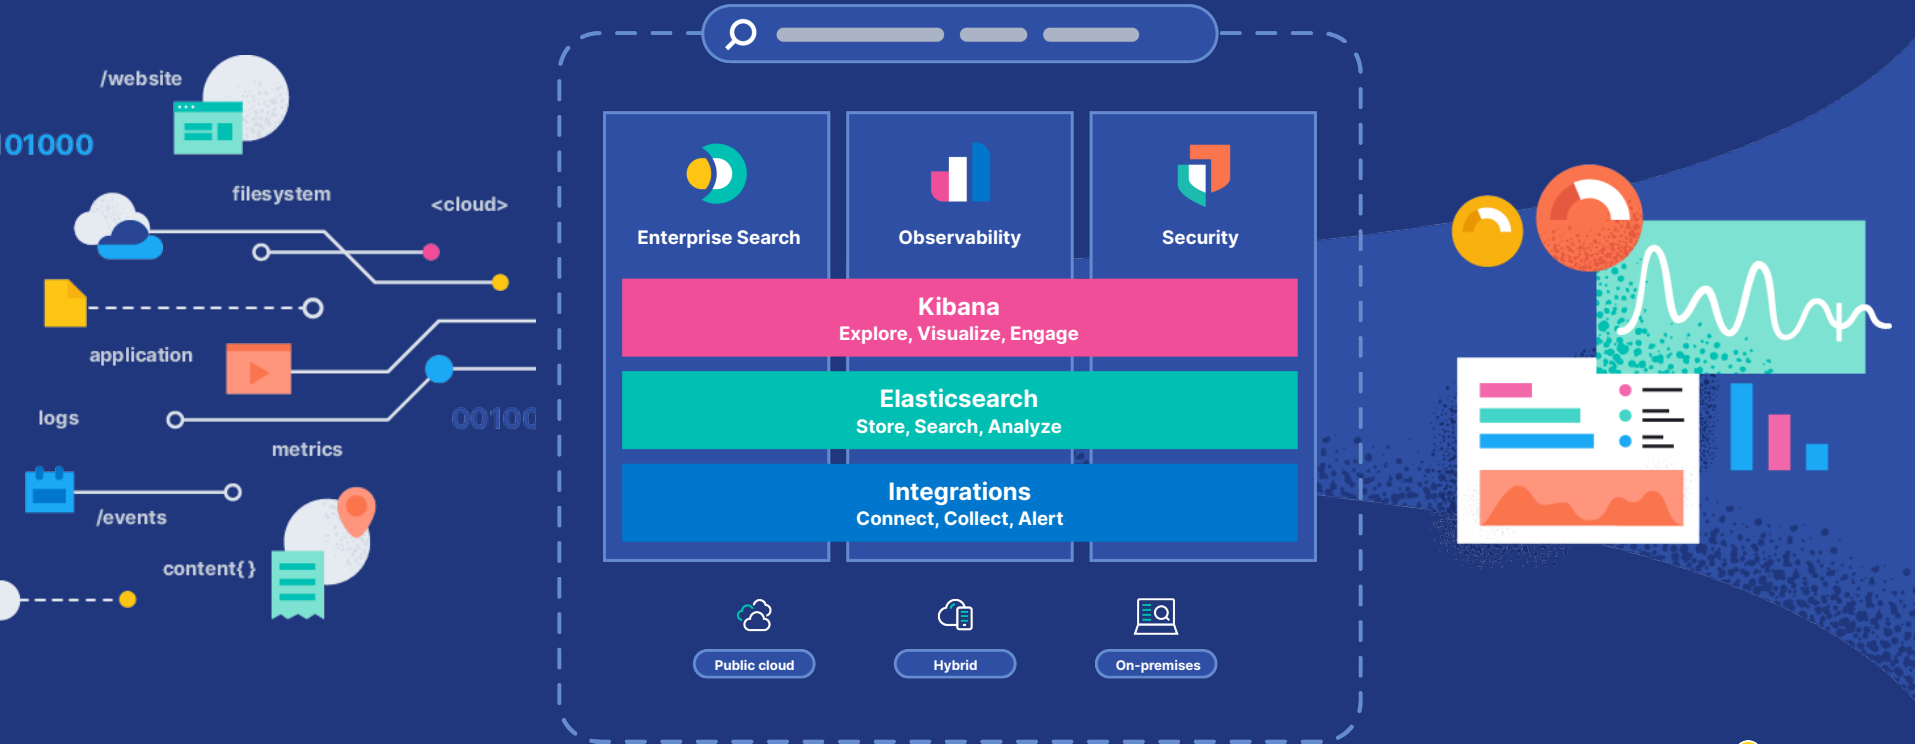 /website
101000
filesystem
<cloud>
application
logs
00100
metrics
/events
content{}
Enterprise Search
Observability
Security
Kibana
Explore, Visualize, Engage
Elasticsearch
Store, Search, Analyze
Integrations
Connect, Collect, Alert
Public cloud
Hybrid
On-premises